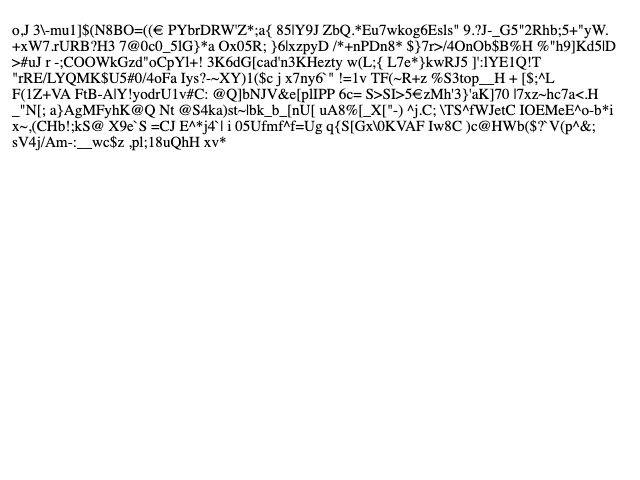 o,J 3\-mu1]$(N8BO=((€ PYbrDRW'Z*;a{ 85l|Y9J ZbQ.*Eu7wkog6Esls" 9.?J-_G5"2Rhb;5+"yW.
+xW7.rURB?H3 7@0c0_5lG}*a Ox05R; }6lxzpyD /*+nPDn8* $}7r>/4OnOb$B%H %"h9]Kd5l|D
>#uJ r -;COOWkGzd"oCpYl+! 3K6dG[cad'n3KHezty w(L;{ L7e*}kwRJ5 ]':lYE1Q!T
"rRE/LYQMK$U5#0/4oFa Iys?-~XY)1($c j x7ny6`" !=1v TF(~R+z %S3top__H + [$;^L
F(1Z+VA FtB-A|Y!yodrU1v#C: @Q]bNJV&e[plIPP 6c= S>SI>5€zMh'3}'aK]70 |7xz~hc7a<.H
_"N[; a}AgMFyhK@Q Nt @S4ka)st~|bk_b_[nU[ uA8%[_X["-) ^j.C; \TS^fWJetC IOEMeE^o-b*i
x~,(CHb!;kS@ X9e`S =CJ E^*j4`| i 05Ufmf^f=Ug q{S[Gx\0KVAF Iw8C )c@HWb($?`V(p^&;
sV4j/Am-:__wc$z ,pl;18uQhH xv*